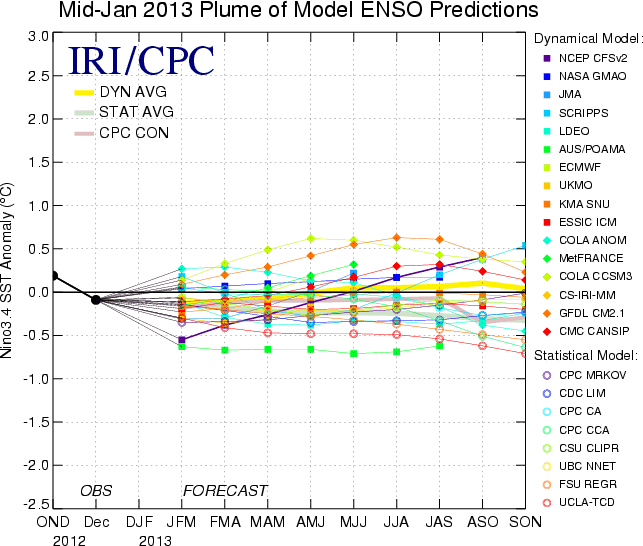 Mid-Jan 2013 Plume of Model ENSO Predictions
IRI/CPC
DYN AVG
STAT AVG
CPC CON
Nino3.4 SST Anomaly (°C)
3.0
2.5
2.0
1.5
1.0
0.5
0.0
-0.5
-1.0
-1.5
-2.0
-2.5
OBS FORECAST
OND Dec DJF JFM FMA MAM AMJ MJJ JJA JAS ASO SON
2012 2013
Dynamical Model:
NCEP CFSv2
NASA GMAO
JMA
SCRIPPS
LDEO
AUS/POAMA
ECMWF
UKMO
KMA SNU
ESSIC ICM
COLA ANOM
MetFRANCE
COLA CCSM3
CS-IRI-MM
GFDL CM2.1
CMC CANSIP
Statistical Model:
CPC MRKOV
CDC LIM
CPC CA
CPC CCA
CSU CLIPR
UBC NNET
FSU REGR
UCLA-TCD